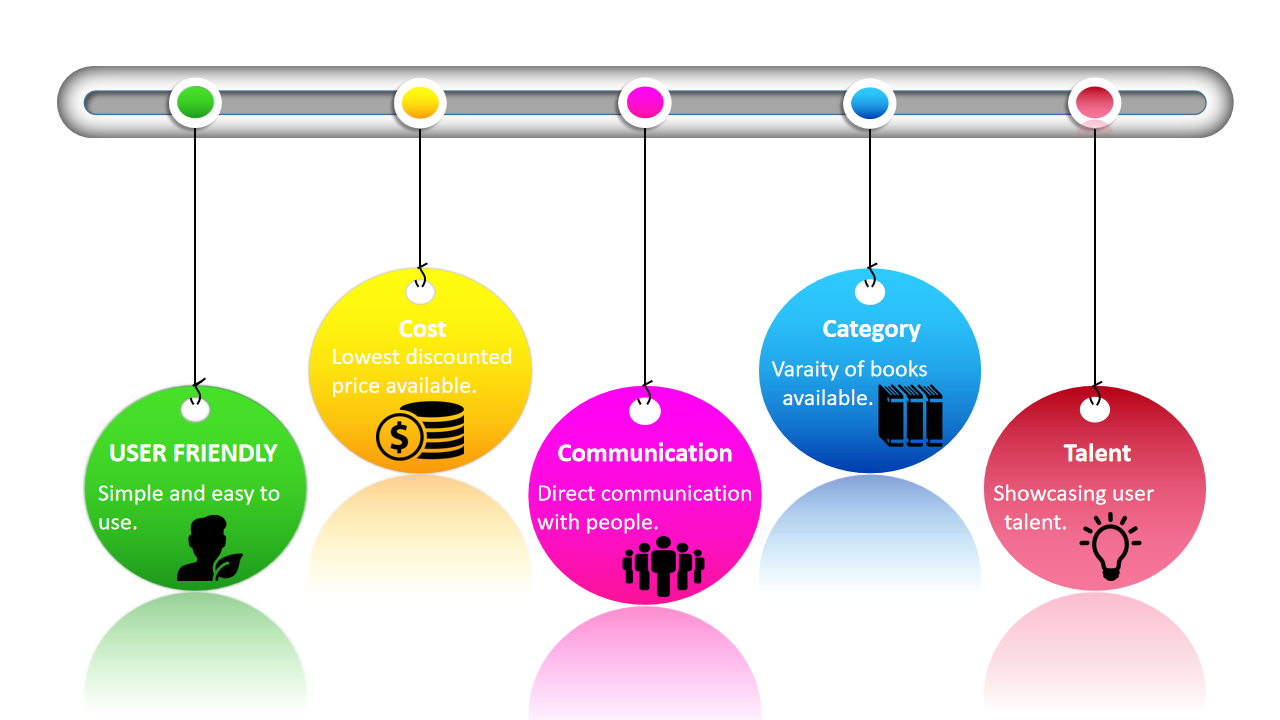 USER FRIENDLY
Simple and easy to
use.
Cost
Lowest discounted
price available.
Communication
Direct communication
with people.
Category
Varaity of books
available.
Talent
Showcasing user
talent.